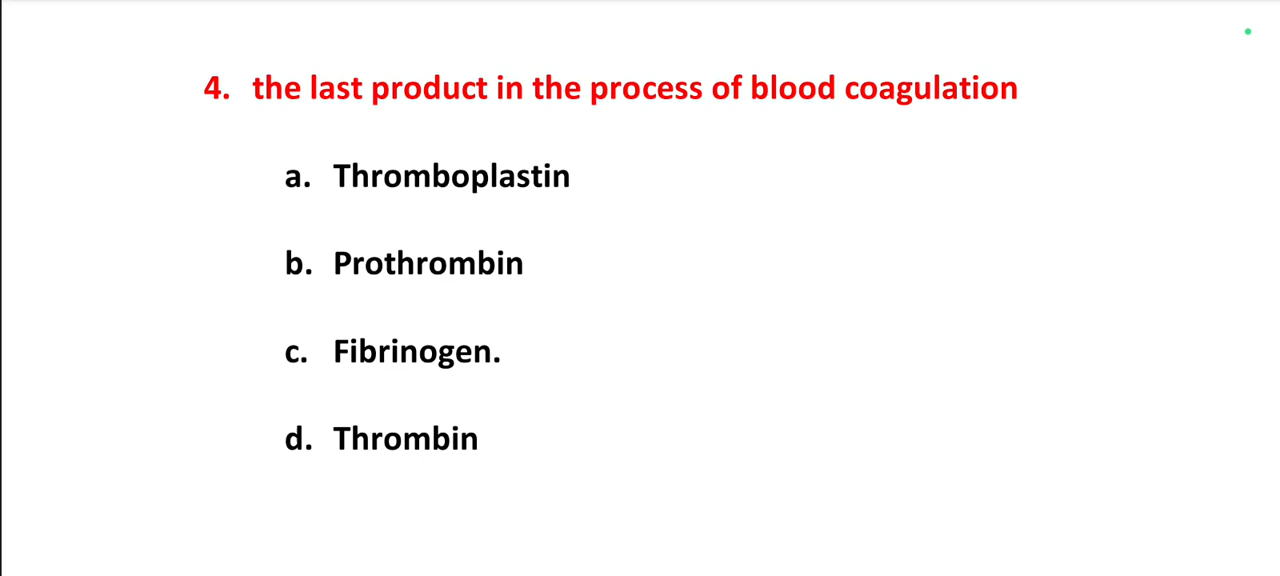 4. the last product in the process of blood coagulation
a. Thromboplastin
b. Prothrombin
c. Fibrinogen.
d. Thrombin